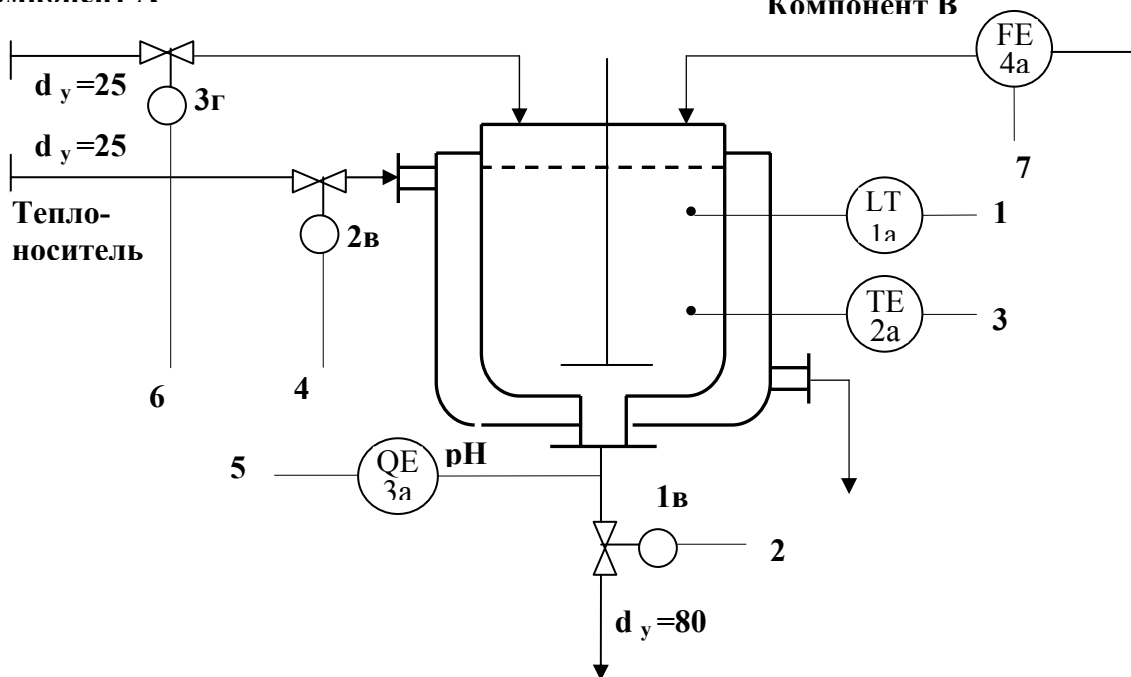 Компонент В
FE
4а
d у =25
3г
d у =25
7
Тепло-
носитель
2в
LT
1а
1
TE
2а
3
6
4
5
QE
3а
pH
1в
2
d у =80